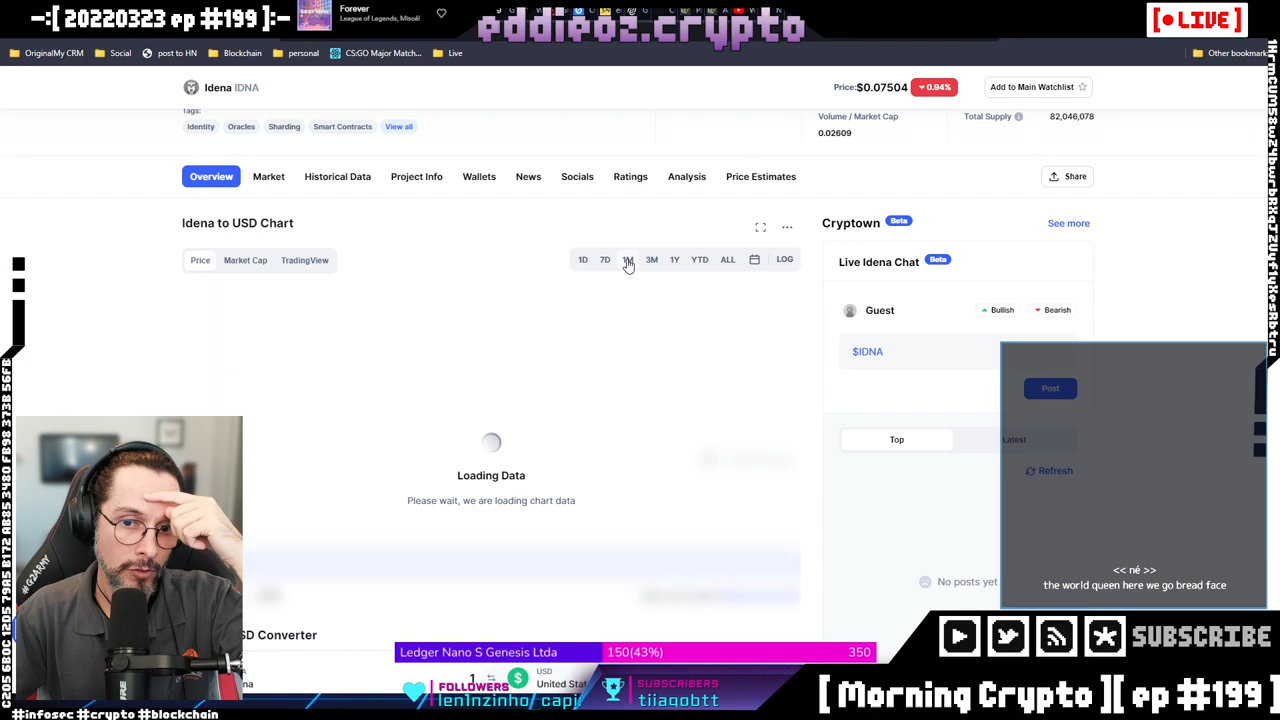 -:[ 20220323 ep #199 ]:-
Forever
League of Legends, Miscél
eddieoz.crypto
[●LIVE]
OriginalMy CRM
Social
post to HN
Blockchain
personal
CS:GO Major Match...
Live
Other bookmark
Idena IDNA
Price:$0.07504
0.94%
Add to Main Watchlist
Tags:
Identity
Oracles
Sharding
Smart Contracts
View all
Volume / Market Cap
0.02609
Total Supply
82,046,078
Overview
Market
Historical Data
Project Info
Wallets
News
Socials
Ratings
Analysis
Price Estimates
Share
Idena to USD Chart
Price
Market Cap
TradingView
1D
7D
1M
3M
1Y
YTD
ALL
LOG
Loading Data
Please wait, we are loading chart data
Cryptown Beta
See more
Live Idena Chat Beta
Guest
Bullish
Bearish
$IDNA
Post
Top
Latest
Refresh
No posts yet
<< né >>
the world queen here we go bread face
#G2ARMY
SD Converter
1
USD
United Stat
Ledger Nano S Genesis Ltda
150(43%)
350
FOLLOWERS
len1nzinho/ capj
SUBSCRIBERS
tiiagobtt
SUBSCRIBE
[ Morning Crypto ][ ep #199 ]
#infosec #crypto #blockchain